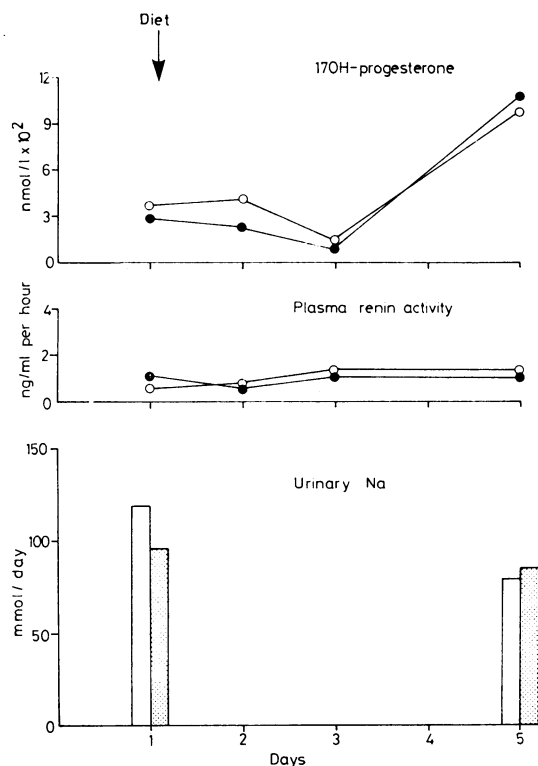 Diet
17OH-progesterone
nmol/l x 10²
12
9
6
3
0
Plasma renin activity
ng/ml per hour
4
2
0
Urinary Na
mmol/day
150
100
50
0
1 2 3 4 5
Days